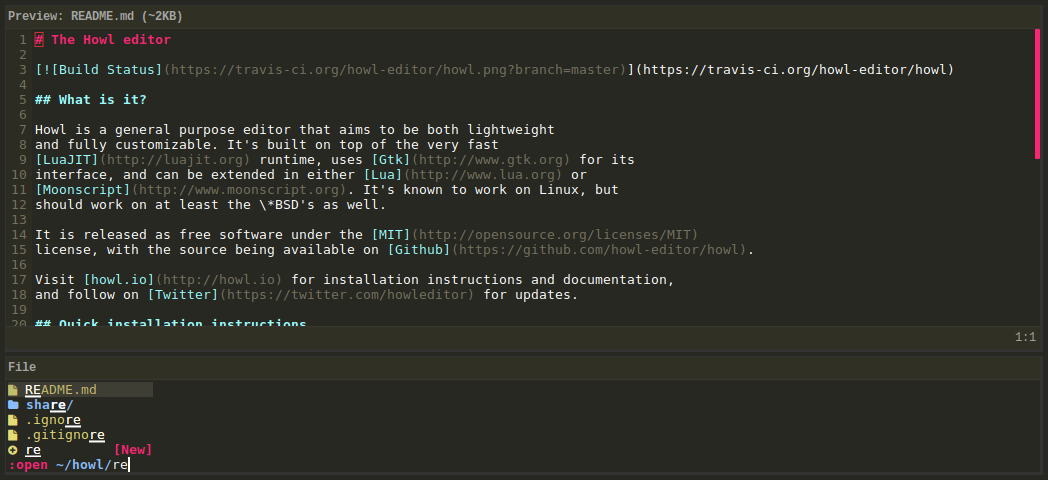 Preview: README.md (~2KB)
1 # The Howl editor
2
3 [![Build Status](https://travis-ci.org/howl-editor/howl.png?branch=master)](https://travis-ci.org/howl-editor/howl)
4
5 ## What is it?
6
7 Howl is a general purpose editor that aims to be both lightweight
8 and fully customizable. It's built on top of the very fast
9 [LuaJIT](http://luajit.org) runtime, uses [Gtk](http://www.gtk.org) for its
10 interface, and can be extended in either [Lua](http://www.lua.org) or
11 [Moonscript](http://www.moonscript.org). It's known to work on Linux, but
12 should work on at least the \*BSD's as well.
13
14 It is released as free software under the [MIT](http://opensource.org/licenses/MIT)
15 license, with the source being available on [Github](https://github.com/howl-editor/howl).
16
17 Visit [howl.io](http://howl.io) for installation instructions and documentation,
18 and follow on [Twitter](https://twitter.com/howleditor) for updates.
19
20 ## Quick installation instructions
1:1
File
README.md
share/
.ignore
.gitignore
re [New]
:open ~/howl/re